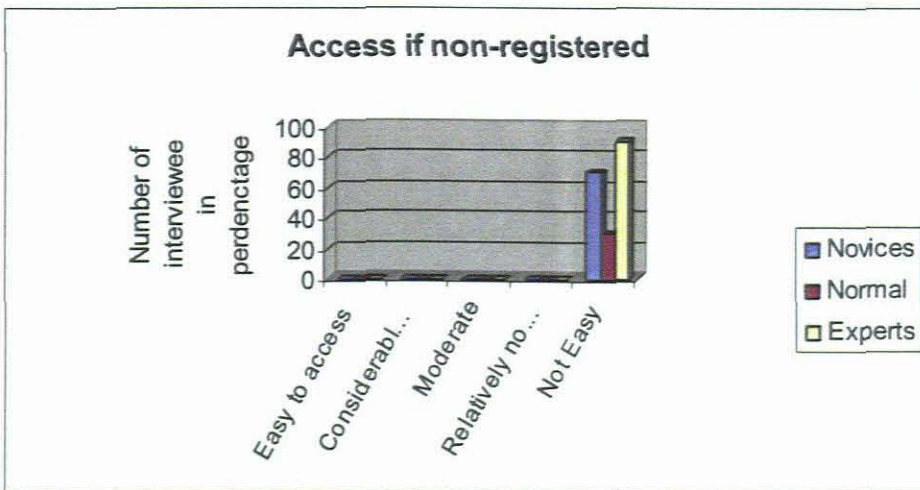 Access if non-registered
Number of
interviewee
in
perdenctage
100
80
60
40
20
0
Easy to access
Considerabl...
Moderate
Relatively no...
Not Easy
Novices
Normal
Experts